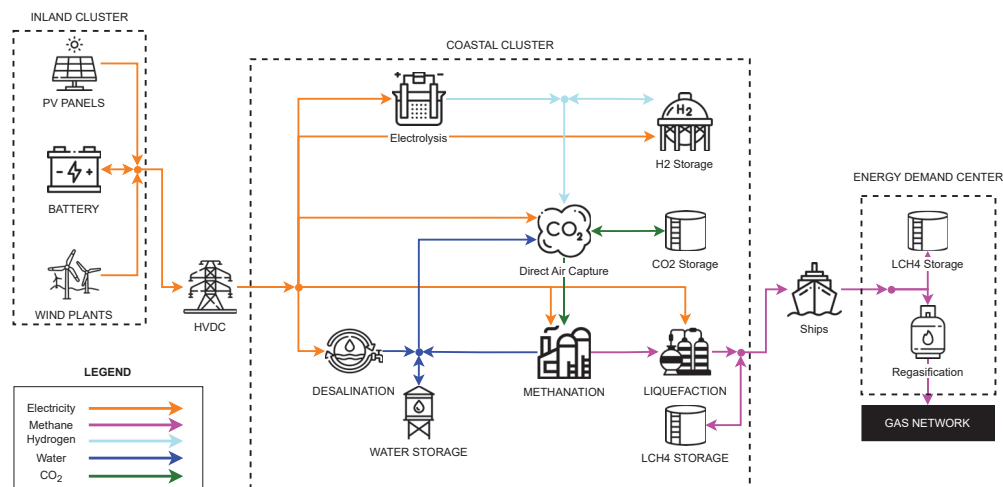 INLAND CLUSTER
PV PANELS
BATTERY
WIND PLANTS
HVDC
COASTAL CLUSTER
Electrolysis
H2
H2 Storage
CO2
Direct Air Capture
CO2 Storage
DESALINATION
WATER STORAGE
METHANATION
LIQUEFACTION
LCH4 STORAGE
Ships
ENERGY DEMAND CENTER
LCH4 Storage
Regasification
GAS NETWORK
LEGEND
Electricity
Methane
Hydrogen
Water
CO2